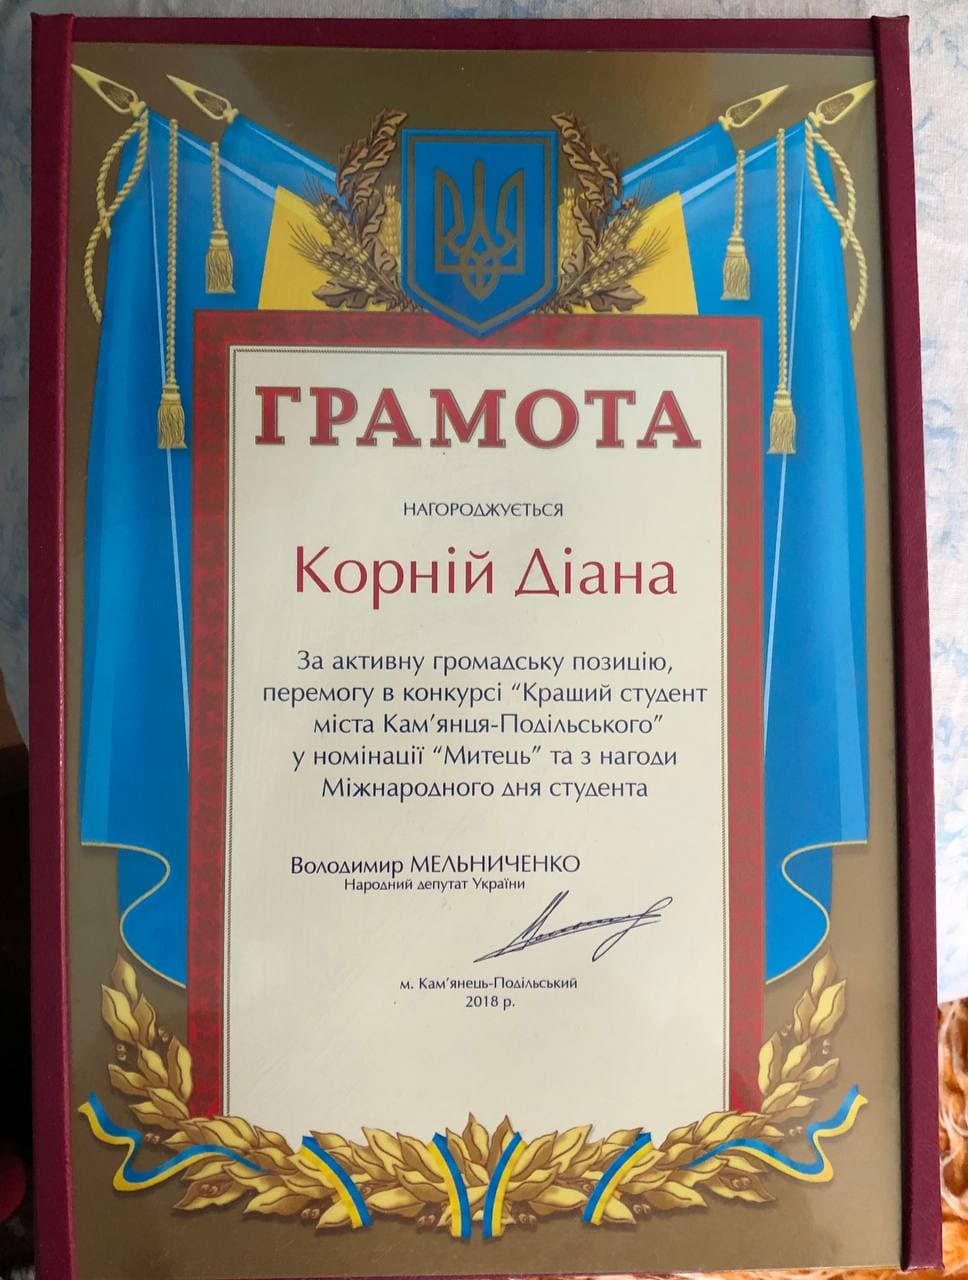 ГРАМОТА
НАГОРОДЖУЄТЬСЯ
Корній Діана
За активну громадську позицію,
перемогу в конкурсі “Кращий студент
міста Кам’янця-Подільського”
у номінації “Митець” та з нагоди
Міжнародного дня студента
Володимир МЕЛЬНИЧЕНКО
Народний депутат України
м. Кам’янець-Подільський
2018 р.